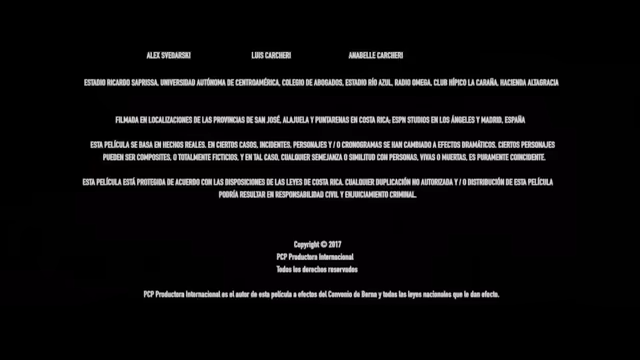 ALEX SVEDARSKI LUIS CARCHERI ANABELLE CARCHERI
ESTADIO RICARDO SAPRISSA, UNIVERSIDAD AUTÓNOMA DE CENTROAMÉRICA, COLEGIO DE ABOGADOS, ESTADIO RÍO AZUL, RADIO OMEGA, CLUB HÍPICO LA CARAÑA, HACIENDA ALTAGRACIA
FILMADA EN LOCALIZACIONES DE LAS PROVINCIAS DE SAN JOSÉ, ALAJUELA Y PUNTARENAS EN COSTA RICA; ESPN STUDIOS EN LOS ÁNGELES Y MADRID, ESPAÑA
ESTA PELÍCULA SE BASA EN HECHOS REALES. EN CIERTOS CASOS, INCIDENTES, PERSONAJES Y / O CRONOGRAMAS SE HAN CAMBIADO A EFECTOS DRAMÁTICOS. CIERTOS PERSONAJES
PUEDEN SER COMPOSITES, O TOTALMENTE FICTICIOS, Y EN TAL CASO, CUALQUIER SEMEJANZA O SIMILITUD CON PERSONAS, VIVAS O MUERTAS, ES PURAMENTE COINCIDENTE.
ESTA PELÍCULA ESTÁ PROTEGIDA DE ACUERDO CON LAS DISPOSICIONES DE LAS LEYES DE COSTA RICA. CUALQUIER DUPLICACIÓN NO AUTORIZADA Y / O DISTRIBUCIÓN DE ESTA PELÍCULA
PODRÍA RESULTAR EN RESPONSABILIDAD CIVIL Y ENJUICIAMIENTO CRIMINAL.
Copyright © 2017
PCP Productora Internacional
Todos los derechos reservados
PCP Productora Internacional es el autor de esta película a efectos del Convenio de Berna y todas las leyes nacionales que lo dan efecto.